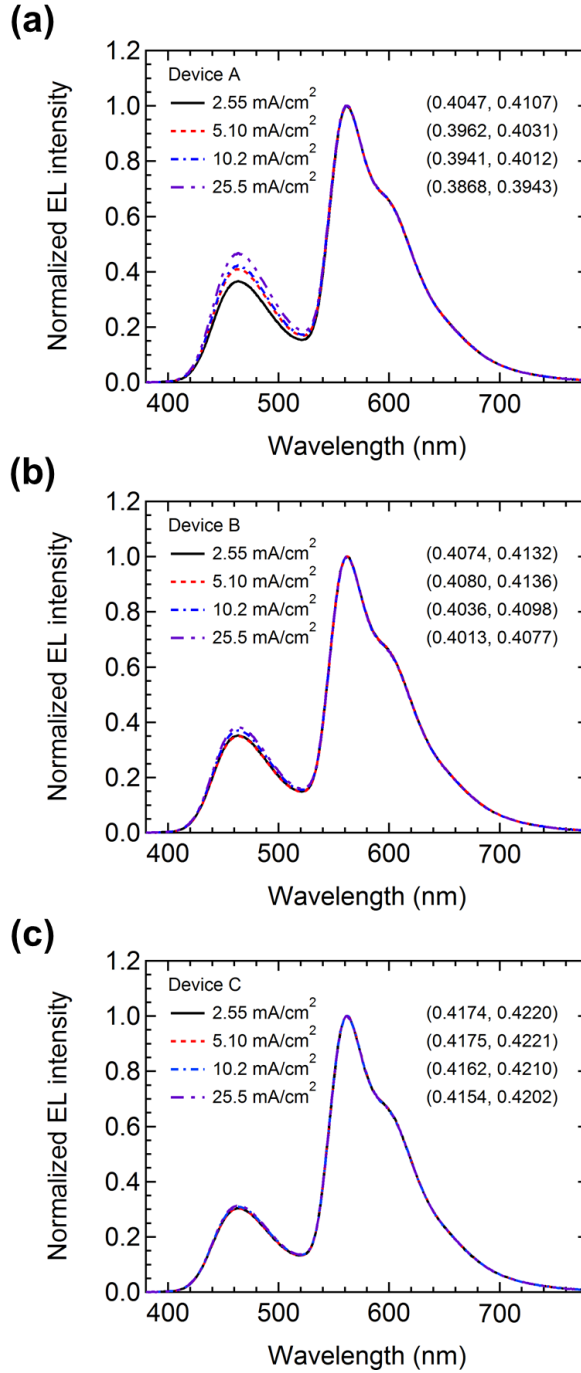 (a)
1.2
1.0
0.8
0.6
0.4
0.2
0.0
Normalized EL intensity
Device A
2.55 mA/cm² (0.4047, 0.4107)
5.10 mA/cm² (0.3962, 0.4031)
10.2 mA/cm² (0.3941, 0.4012)
25.5 mA/cm² (0.3868, 0.3943)
400 500 600 700
Wavelength (nm)
(b)
1.2
1.0
0.8
0.6
0.4
0.2
0.0
Normalized EL intensity
Device B
2.55 mA/cm² (0.4074, 0.4132)
5.10 mA/cm² (0.4080, 0.4136)
10.2 mA/cm² (0.4036, 0.4098)
25.5 mA/cm² (0.4013, 0.4077)
400 500 600 700
Wavelength (nm)
(c)
1.2
1.0
0.8
0.6
0.4
0.2
0.0
Normalized EL intensity
Device C
2.55 mA/cm² (0.4174, 0.4220)
5.10 mA/cm² (0.4175, 0.4221)
10.2 mA/cm² (0.4162, 0.4210)
25.5 mA/cm² (0.4154, 0.4202)
400 500 600 700
Wavelength (nm)